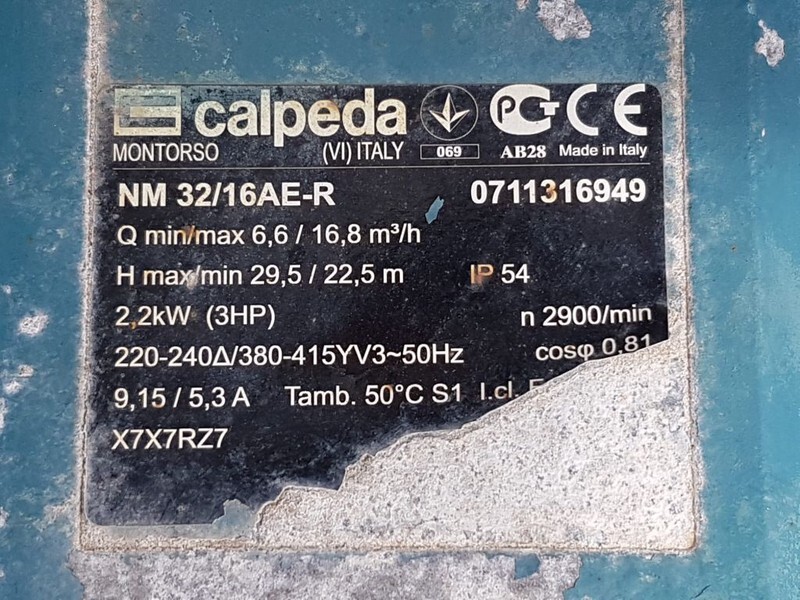 calpeda
MONTORSO (VI) ITALY 069 AB28 Made in Italy
NM 32/16AE-R 0711316949
Q min/max 6,6 / 16,8 m³/h
H max/min 29,5 / 22,5 m IP 54
2,2kW (3HP) n 2900/min
220-240Δ/380-415YV3~50Hz cosφ 0,81
9,15 / 5,3 A Tamb. 50°C S1 I.cl.
X7X7RZ7